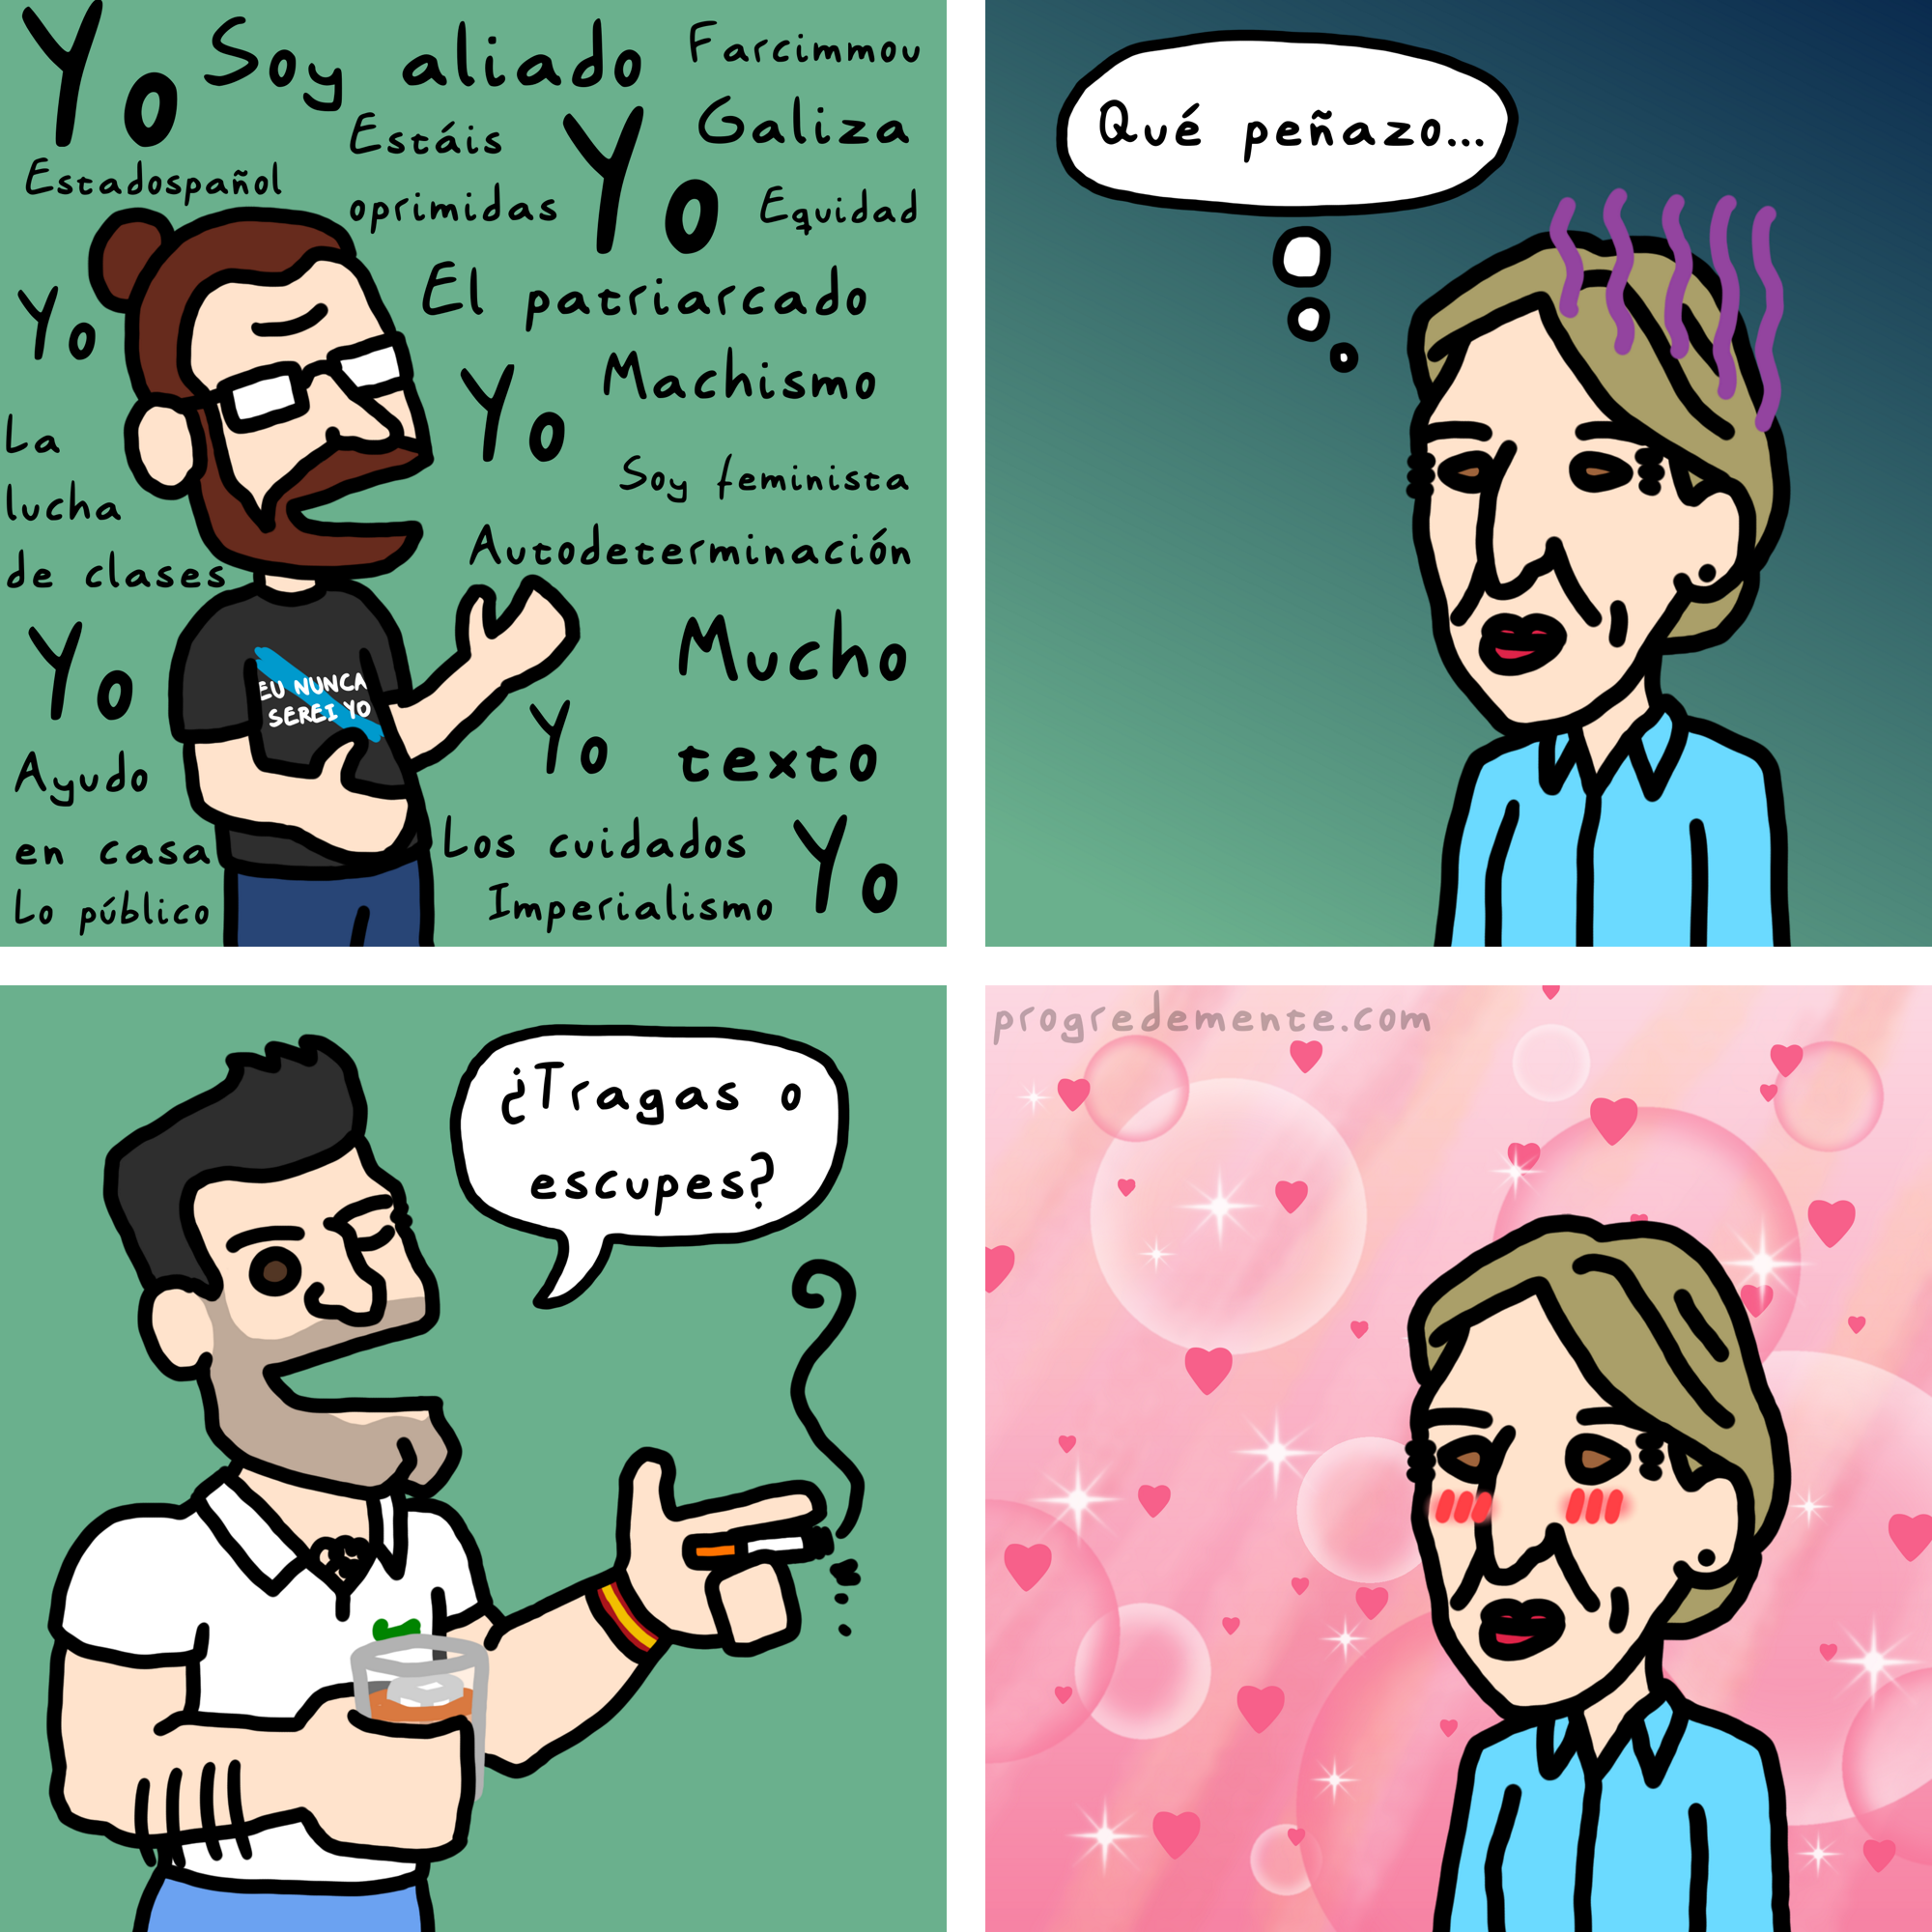 Yo
Soy aliado
Farcimmou
Estáis
oprimidas
Yo
Galiza
Estadospañol
Equidad
El patriarcado
Yo
Machismo
Yo
La
lucha
de clases
Soy feminista
Autodeterminación
Yo
Mucho
texto
EU NUNCA
SEREI YO
Yo
Ayudo
en casa
Los cuidados
Yo
Lo público
Imperialismo
Qué peñazo...
¿Tragas o
escupes?
progredemente.com